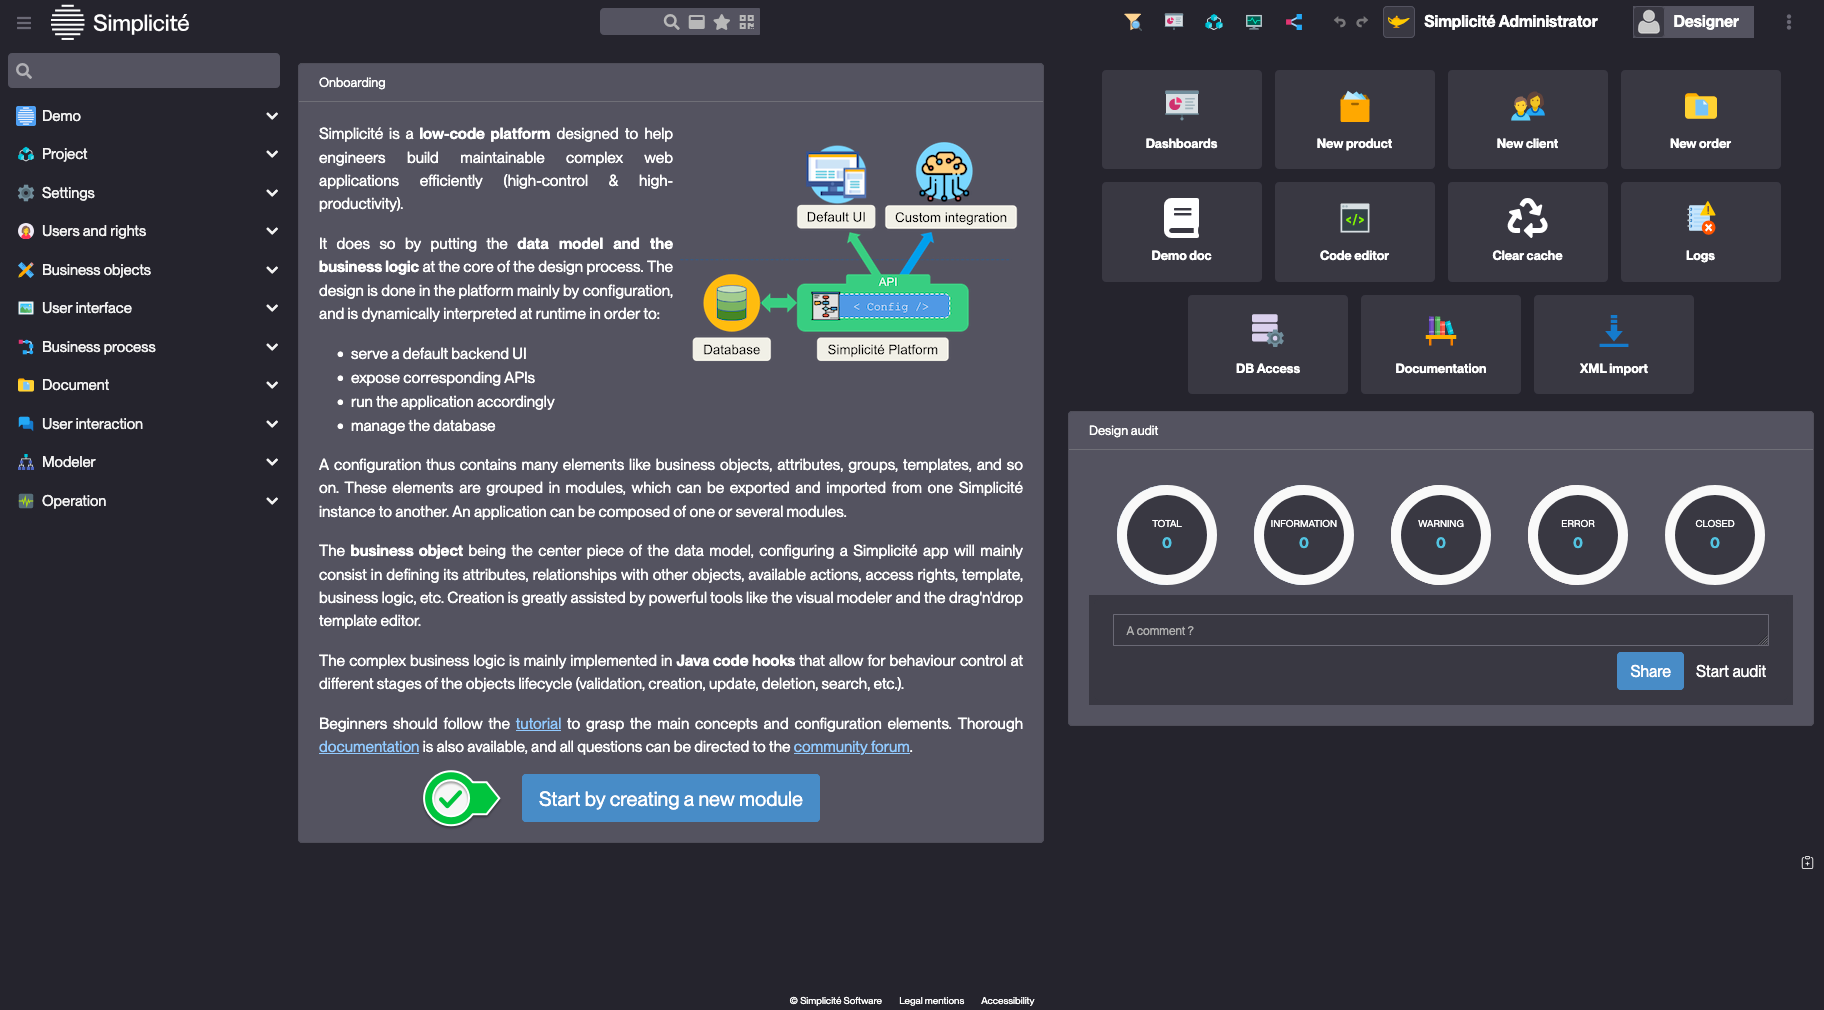 Simplicité
Simplicité Administrator
Designer
Demo
Project
Settings
Users and rights
Business objects
User interface
Business process
Document
User interaction
Modeler
Operation
Onboarding
Simplicité is a low-code platform designed to help
engineers build maintainable complex web
applications efficiently (high-control & high-
productivity).
It does so by putting the data model and the
business logic at the core of the design process. The
design is done in the platform mainly by configuration,
and is dynamically interpreted at runtime in order to:
• serve a default backend UI
• expose corresponding APIs
• run the application accordingly
• manage the database
Default UI
Custom integration
API
< Config />
Database
Simplicité Platform
A configuration thus contains many elements like business objects, attributes, groups, templates, and so
on. These elements are grouped in modules, which can be exported and imported from one Simplicité
instance to another. An application can be composed of one or several modules.
The business object being the center piece of the data model, configuring a Simplicité app will mainly
consist in defining its attributes, relationships with other objects, available actions, access rights, template,
business logic, etc. Creation is greatly assisted by powerful tools like the visual modeler and the drag'n'drop
template editor.
The complex business logic is mainly implemented in Java code hooks that allow for behaviour control at
different stages of the objects lifecycle (validation, creation, update, deletion, search, etc.).
Beginners should follow the tutorial to grasp the main concepts and configuration elements. Thorough
documentation is also available, and all questions can be directed to the community forum.
Start by creating a new module
Dashboards
New product
New client
New order
Demo doc
Code editor
Clear cache
Logs
DB Access
Documentation
XML import
Design audit
TOTAL
0
INFORMATION
0
WARNING
0
ERROR
0
CLOSED
0
A comment ?
Share
Start audit
© Simplicité Software
Legal mentions
Accessibility